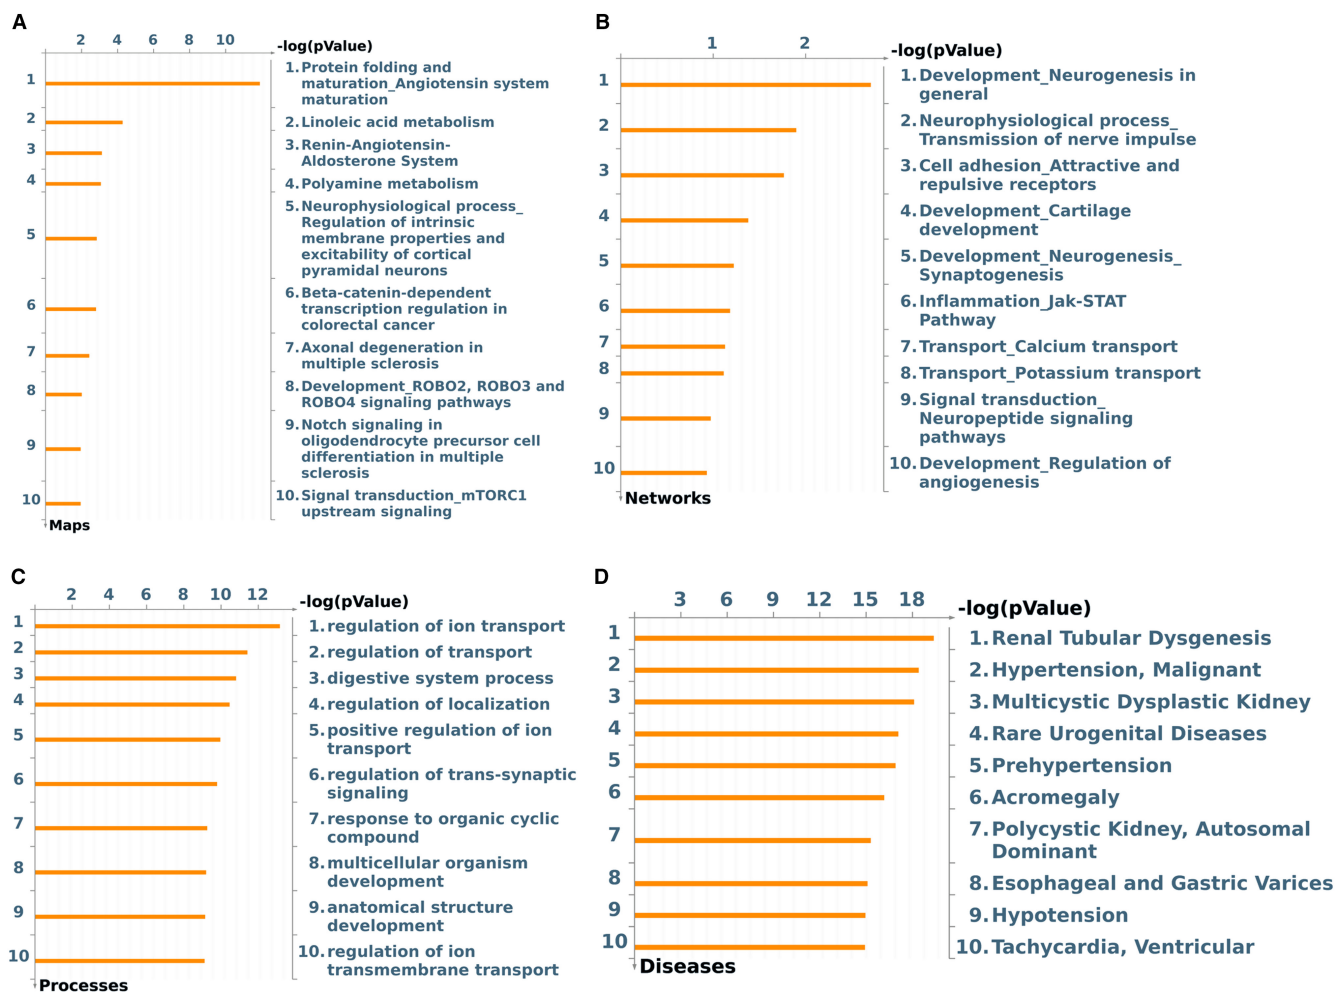 A
2 4 6 8 10
-log(pValue)
1
2
3
4
5
6
7
8
9
10
Maps
1. Protein folding and
maturation_Angiotensin system
maturation
2. Linoleic acid metabolism
3. Renin-Angiotensin-
Aldosterone System
4. Polyamine metabolism
5. Neurophysiological process_
Regulation of intrinsic
membrane properties and
excitability of cortical
pyramidal neurons
6. Beta-catenin-dependent
transcription regulation in
colorectal cancer
7. Axonal degeneration in
multiple sclerosis
8. Development_ROBO2, ROBO3 and
ROBO4 signaling pathways
9. Notch signaling in
oligodendrocyte precursor cell
differentiation in multiple
sclerosis
10. Signal transduction_mTORC1
upstream signaling
B
1 2
-log(pValue)
1
2
3
4
5
6
7
8
9
10
Networks
1. Development_Neurogenesis in
general
2. Neurophysiological process_
Transmission of nerve impulse
3. Cell adhesion_Attractive and
repulsive receptors
4. Development_Cartilage
development
5. Development_Neurogenesis_
Synaptogenesis
6. Inflammation_Jak-STAT
Pathway
7. Transport_Calcium transport
8. Transport_Potassium transport
9. Signal transduction_
Neuropeptide signaling
pathways
10. Development_Regulation of
angiogenesis
C
2 4 6 8 10 12
-log(pValue)
1
2
3
4
5
6
7
8
9
10
Processes
1. regulation of ion transport
2. regulation of transport
3. digestive system process
4. regulation of localization
5. positive regulation of ion
transport
6. regulation of trans-synaptic
signaling
7. response to organic cyclic
compound
8. multicellular organism
development
9. anatomical structure
development
10. regulation of ion
transmembrane transport
D
3 6 9 12 15 18
-log(pValue)
1
2
3
4
5
6
7
8
9
10
Diseases
1. Renal Tubular Dysgenesis
2. Hypertension, Malignant
3. Multicystic Dysplastic Kidney
4. Rare Urogenital Diseases
5. Prehypertension
6. Acromegaly
7. Polycystic Kidney, Autosomal
Dominant
8. Esophageal and Gastric Varices
9. Hypotension
10. Tachycardia, Ventricular